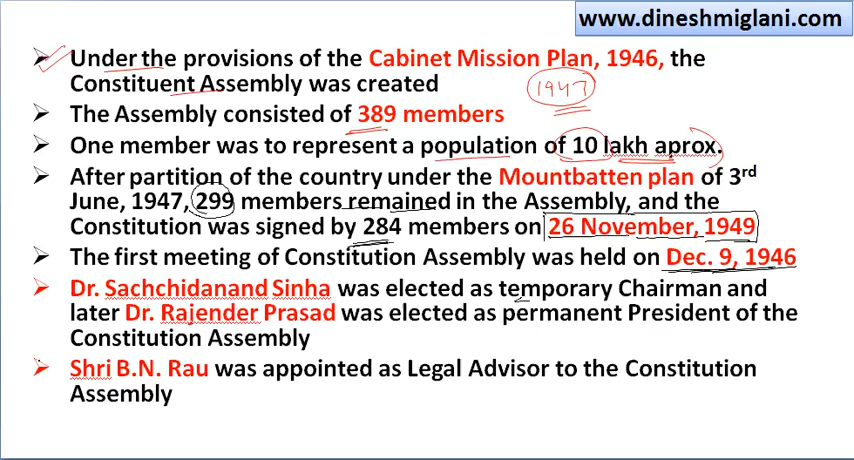 www.dineshmiglani.com
➤ Under the provisions of the Cabinet Mission Plan, 1946, the
Constituent Assembly was created
1947
➤ The Assembly consisted of 389 members
➤ One member was to represent a population of 10 lakh aprox.
➤ After partition of the country under the Mountbatten plan of 3rd
June, 1947, 299 members remained in the Assembly, and the
Constitution was signed by 284 members on 26 November, 1949
➤ The first meeting of Constitution Assembly was held on Dec. 9, 1946
➤ Dr. Sachchidanand Sinha was elected as temporary Chairman and
later Dr. Rajender Prasad was elected as permanent President of the
Constitution Assembly
➤ Shri B.N. Rau was appointed as Legal Advisor to the Constitution
Assembly